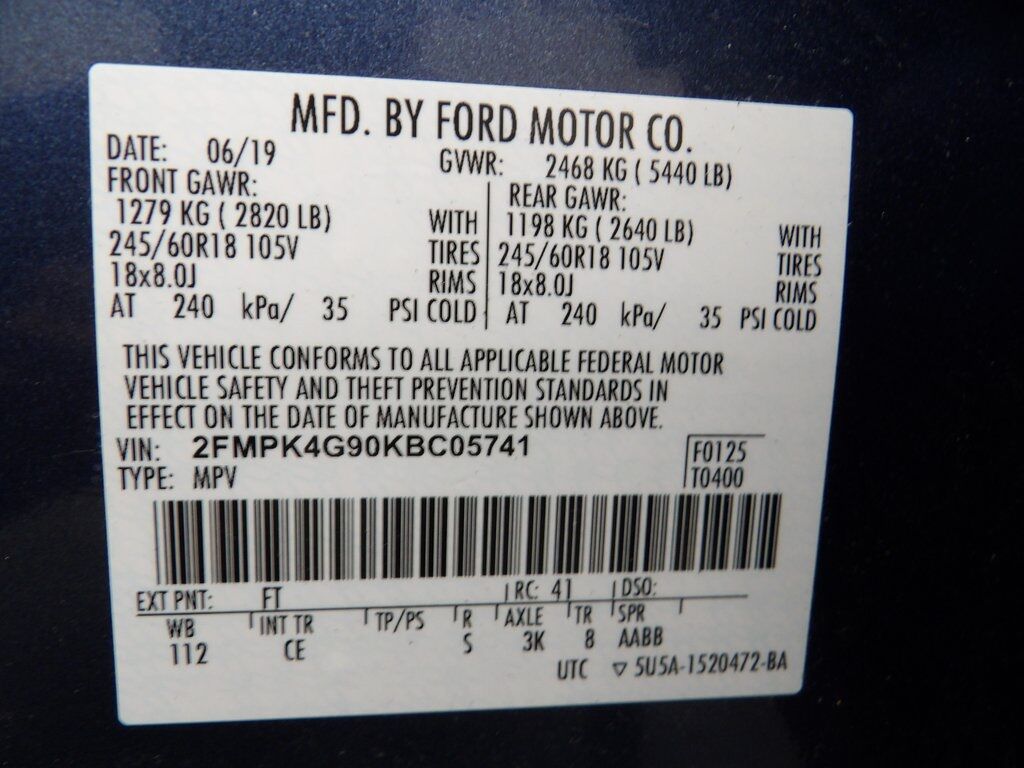 MFD. BY FORD MOTOR CO.
DATE: 06/19 GVWR: 2468 KG ( 5440 LB)
FRONT GAWR: REAR GAWR:
1279 KG ( 2820 LB) WITH 1198 KG ( 2640 LB) WITH
245/60R18 105V TIRES 245/60R18 105V TIRES
18x8.0J RIMS 18x8.0J RIMS
AT 240 kPa/ 35 PSI COLD AT 240 kPa/ 35 PSI COLD
THIS VEHICLE CONFORMS TO ALL APPLICABLE FEDERAL MOTOR
VEHICLE SAFETY AND THEFT PREVENTION STANDARDS IN
EFFECT ON THE DATE OF MANUFACTURE SHOWN ABOVE.
VIN: 2FMPK4G90KBC05741 F0125
TYPE: MPV T0400
EXT PNT: FT RC: 41 DSO:
WB INT TR TP/PS R AXLE TR SPR
112 CE S 3K 8 AABB
UTC ▽ 5U5A-1520472-BA